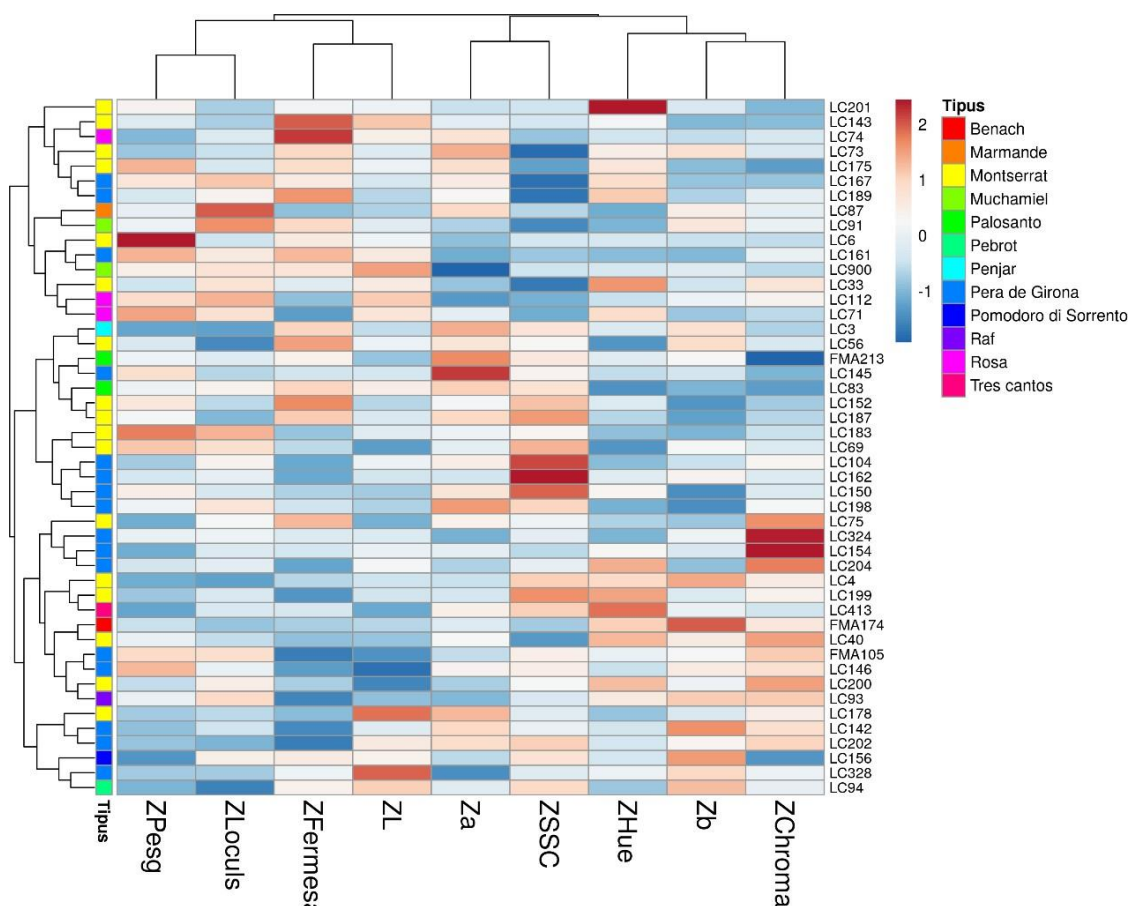 LC201
LC143
LC74
LC73
LC175
LC167
LC189
LC87
LC91
LC6
LC161
LC900
LC33
LC112
LC71
LC3
LC56
FMA213
LC145
LC83
LC152
LC187
LC183
LC69
LC104
LC162
LC150
LC198
LC75
LC324
LC154
LC204
LC4
LC199
LC413
FMA174
LC40
FMA105
LC146
LC200
LC93
LC178
LC142
LC202
LC156
LC328
LC94
2
1
0
-1
Tipus
Benach
Marmande
Montserrat
Muchamiel
Palosanto
Pebrot
Penjar
Pera de Girona
Pomodoro di Sorrento
Raf
Rosa
Tres cantos
Tipus
ZPesg
ZLoculs
ZFermesa
ZL
Za
ZSSC
ZHue
Zb
ZChroma